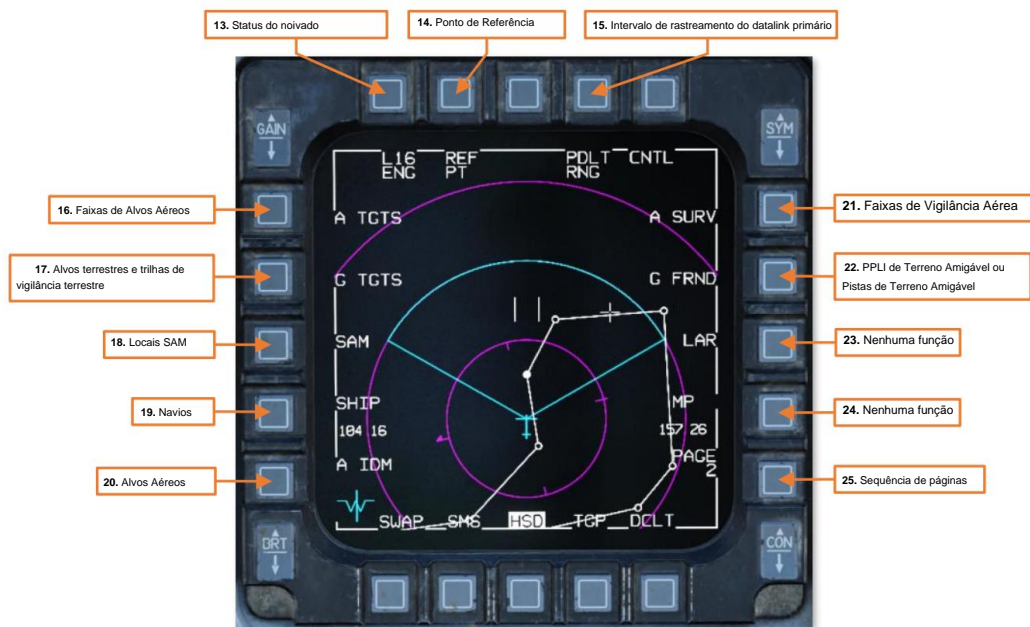 13. Status do noivado
14. Ponto de Referência
15. Intervalo de rastreamento do datalink primário
GAIN
SYM
L16
ENG
REF
PT
PDLT
RNG
CNTL
16. Faixas de Alvos Aéreos
A TGTS
A SURV
21. Faixas de Vigilância Aérea
17. Alvos terrestres e trilhas de
vigilância terrestre
G TGTS
G FRND
22. PPLI de Terreno Amigável ou
Pistas de Terreno Amigável
18. Locais SAM
SAM
LAR
23. Nenhuma função
19. Navios
SHIP
MP
24. Nenhuma função
104 16
157 26
20. Alvos Aéreos
A IDM
PAGE
2
25. Sequência de páginas
SWAP
SMS
HSD
TCP
DCLT
BRT
CON